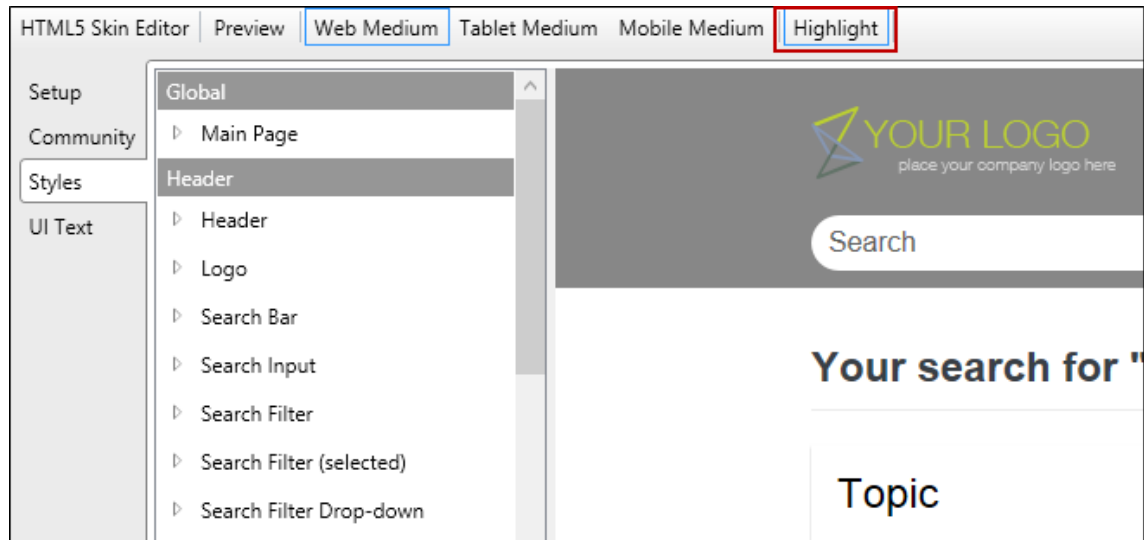 HTML5 Skin Editor Preview Web Medium Tablet Medium Mobile Medium Highlight
Setup
Community
Styles
UI Text
Global
Main Page
Header
Header
Logo
Search Bar
Search Input
Search Filter
Search Filter (selected)
Search Filter Drop-down
YOUR LOGO
place your company logo here
Search
Your search for "
Topic